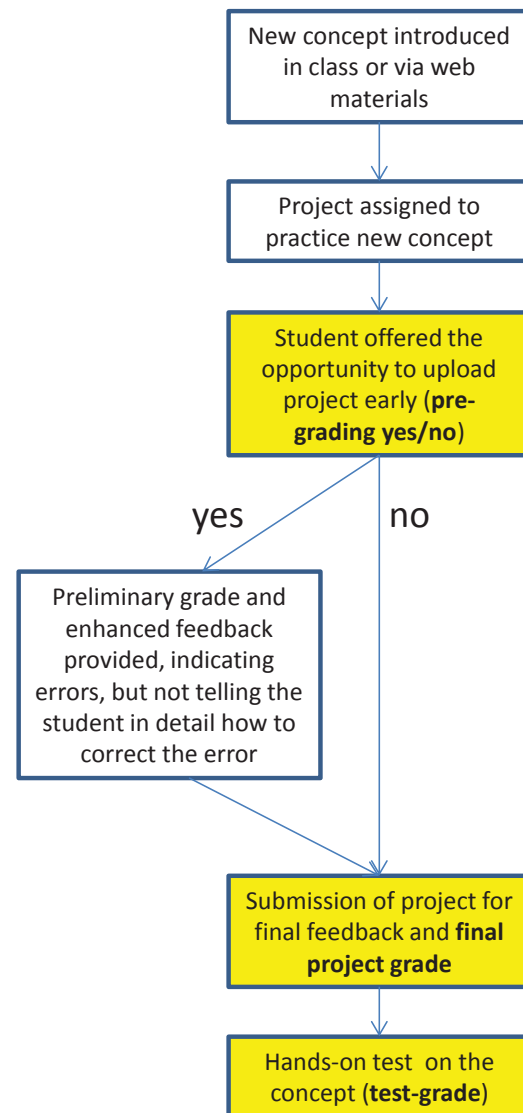 New concept introduced
in class or via web
materials
Project assigned to
practice new concept
Student offered the
opportunity to upload
project early (pre-
grading yes/no)
yes
no
Preliminary grade and
enhanced feedback
provided, indicating
errors, but not telling the
student in detail how to
correct the error
Submission of project for
final feedback and final
project grade
Hands-on test on the
concept (test-grade)